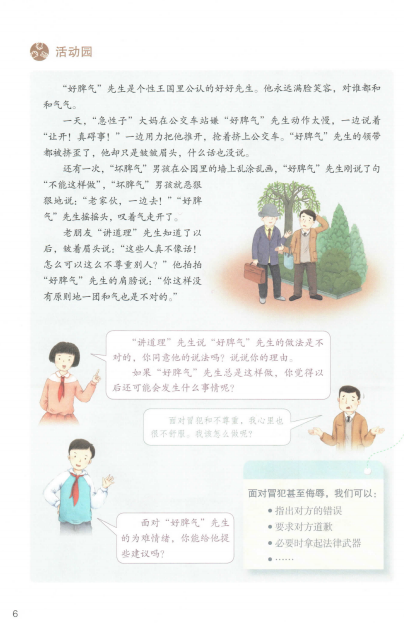 活动园
“好脾气”先生是个性王国里公认的好好先生。他永远满脸笑容，对谁都和
和气气。
一天，“急性子”大妈在公交车站嫌“好脾气”先生动作太慢，一边说着
“让开！真碍事！”一边用力把他推开，抢着挤上公交车。“好脾气”先生的领带
都被挤歪了，他却只是皱皱眉头，什么话也没说。
还有一次，“坏脾气”男孩在公园里的墙上乱涂乱画，“好脾气”先生刚说了句
“不能这样做”，“坏脾气”男孩就恶狠
狠地说：“老家伙，一边去！”“好脾
气”先生摇摇头，叹着气走开了。
老朋友“讲道理”先生知道了以
后，皱着眉头说：“这些人真不像话！
怎么可以这么不尊重别人？”他拍拍
“好脾气”先生的肩膀说：“你这样没
有原则地一团和气也是不对的。”
“讲道理”先生说“好脾气”先生的做法是不
对的，你同意他的说法吗？说说你的理由。
如果“好脾气”先生总是这样做，你觉得以
后还可能会发生什么事情呢？
面对冒犯和不尊重，我心里也
很不舒服。我该怎么做呢？
面对“好脾气”先生
的为难情绪，你能给他提
些建议吗？
面对冒犯甚至侮辱，我们可以：
●指出对方的错误
●要求对方道歉
●必要时拿起法律武器
●……
6